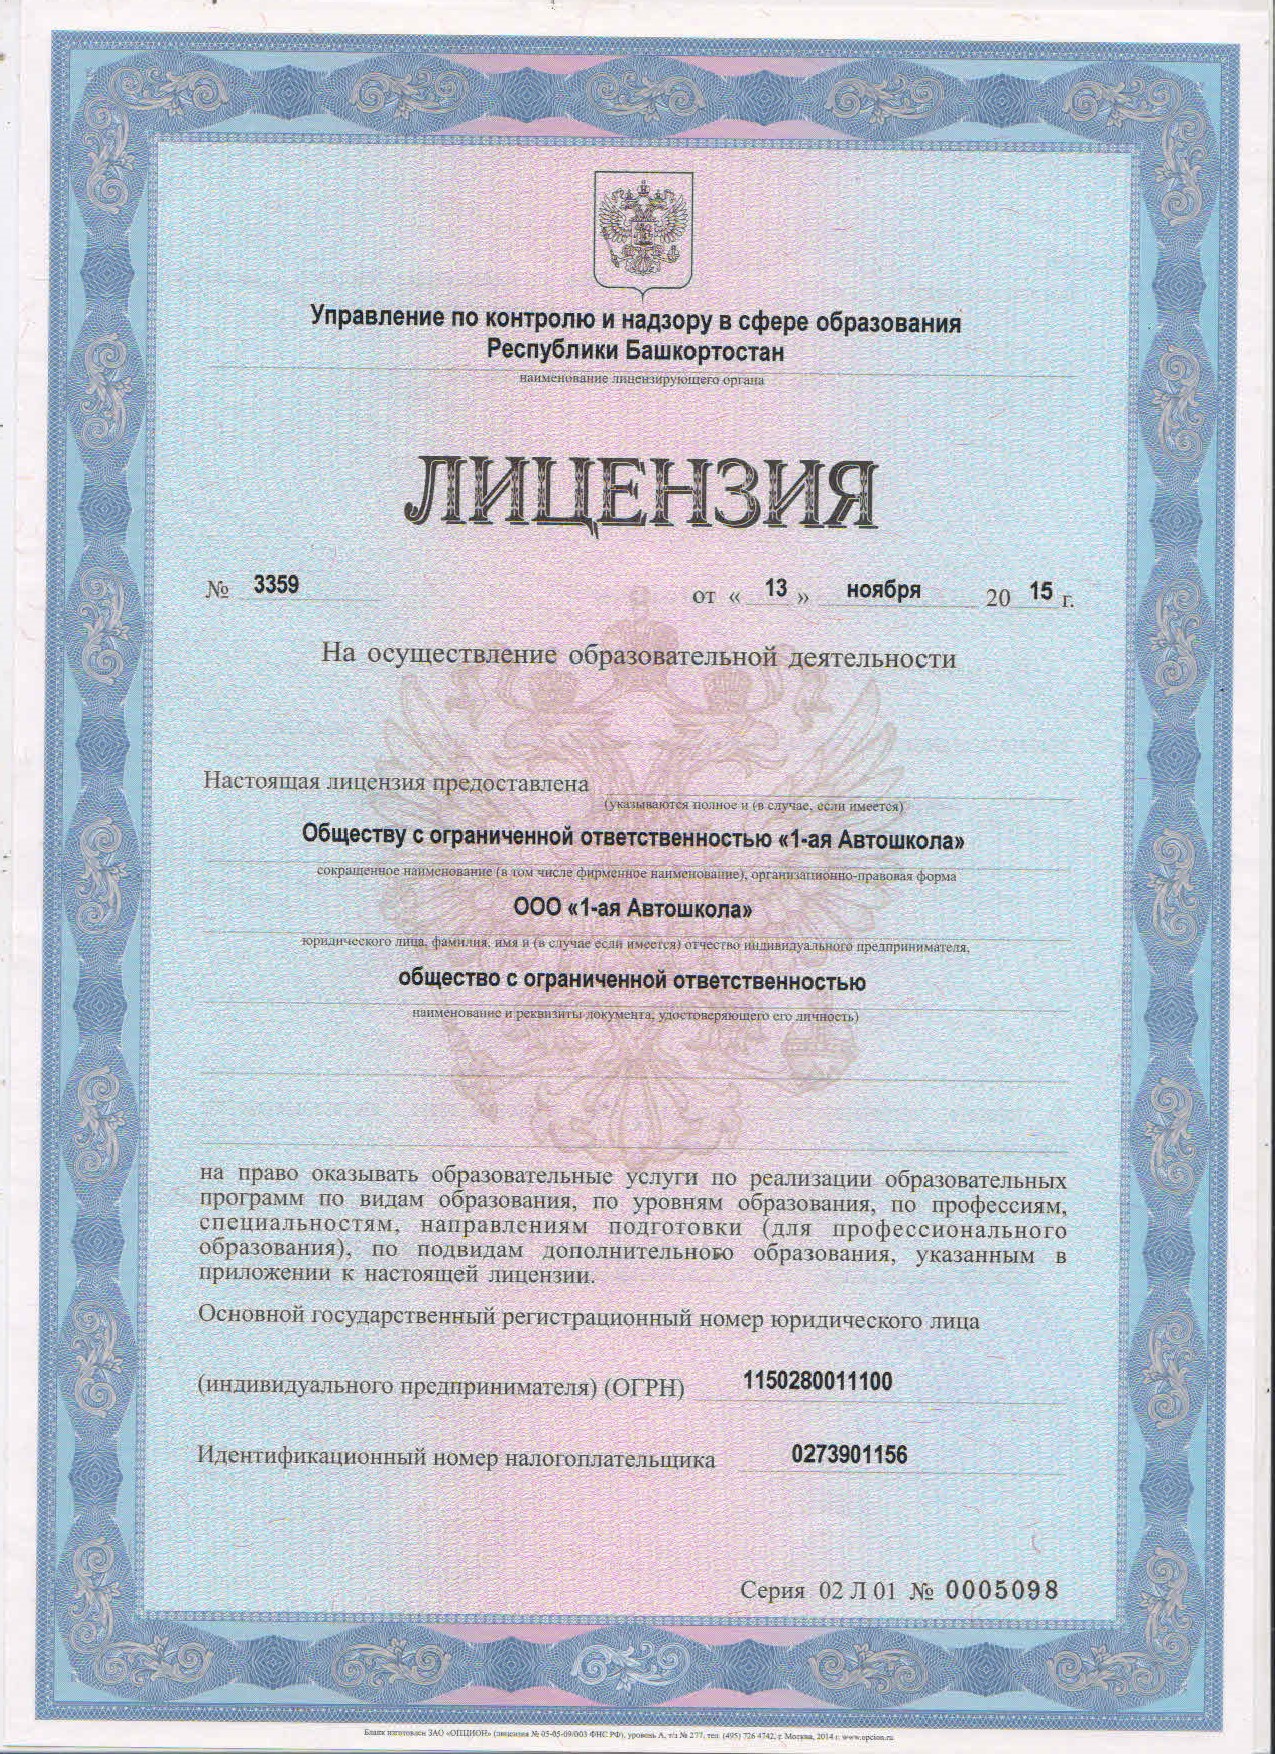 Управление по контролю и надзору в сфере образования
Республики Башкортостан
наименование лицензирующего органа
ЛИЦЕНЗИЯ
№ 3359 от « 13 » ноября 20 15 г.
На осуществление образовательной деятельности
Настоящая лицензия предоставлена
(указываются полное и (в случае, если имеется)
Обществу с ограниченной ответственностью «1-ая Автошкола»
сокращенное наименование (в том числе фирменное наименование), организационно-правовая форма
ООО «1-ая Автошкола»
юридического лица, фамилия, имя и (в случае если имеется) отчество индивидуального предпринимателя,
общество с ограниченной ответственностью
наименование и реквизиты документа, удостоверяющего его личность)
на право оказывать образовательные услуги по реализации образовательных
программ по видам образования, по уровням образования, по профессиям,
специальностям, направлениям подготовки (для профессионального
образования), по подвидам дополнительного образования, указанным в
приложении к настоящей лицензии.
Основной государственный регистрационный номер юридического лица
(индивидуального предпринимателя) (ОГРН) 1150280011100
Идентификационный номер налогоплательщика 0273901156
Серия 02 Л 01 № 0005098
Бланк изготовлен ЗАО «ОПЦИОН» (лицензия № 05-05-09/003 ФНС РФ), уровень А, т/з № 277, тел. (495) 726 4742, г. Москва, 2014 г. www.opcion.ru